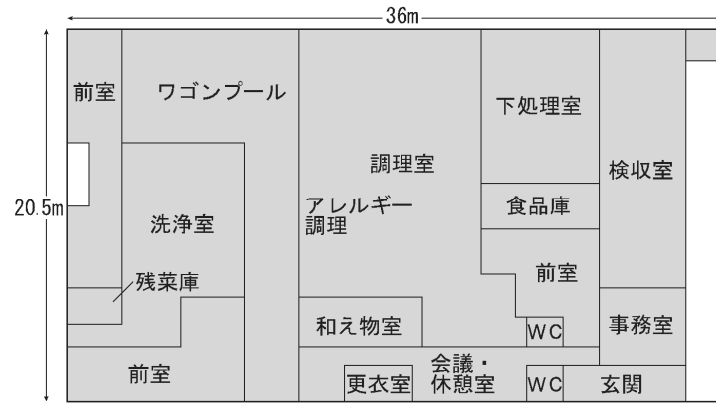 36m
前室
ワゴンプール
下処理室
調理室
検収室
20.5m
アレルギー
調理
食品庫
洗浄室
前室
残菜庫
和え物室
WC
事務室
前室
会議・
休憩室
更衣室
WC
玄関